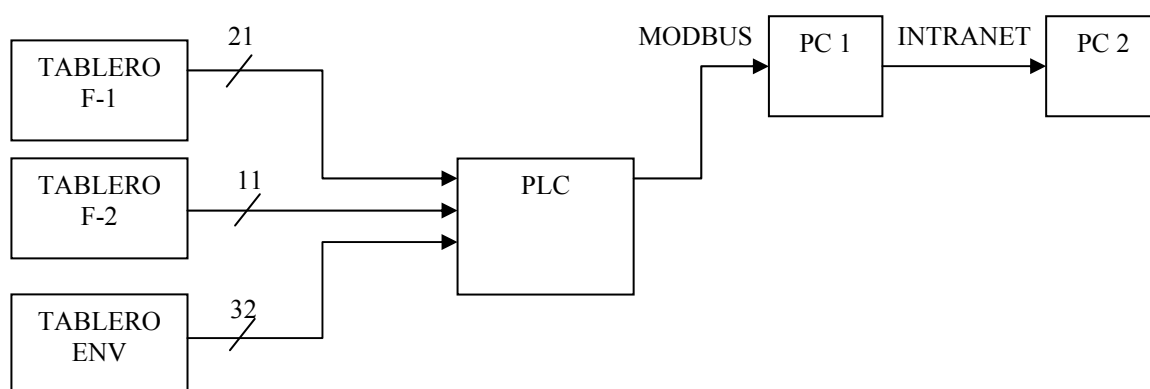 21
TABLERO
F-1
11
TABLERO
F-2
32
TABLERO
ENV
PLC
MODBUS
PC 1
INTRANET
PC 2